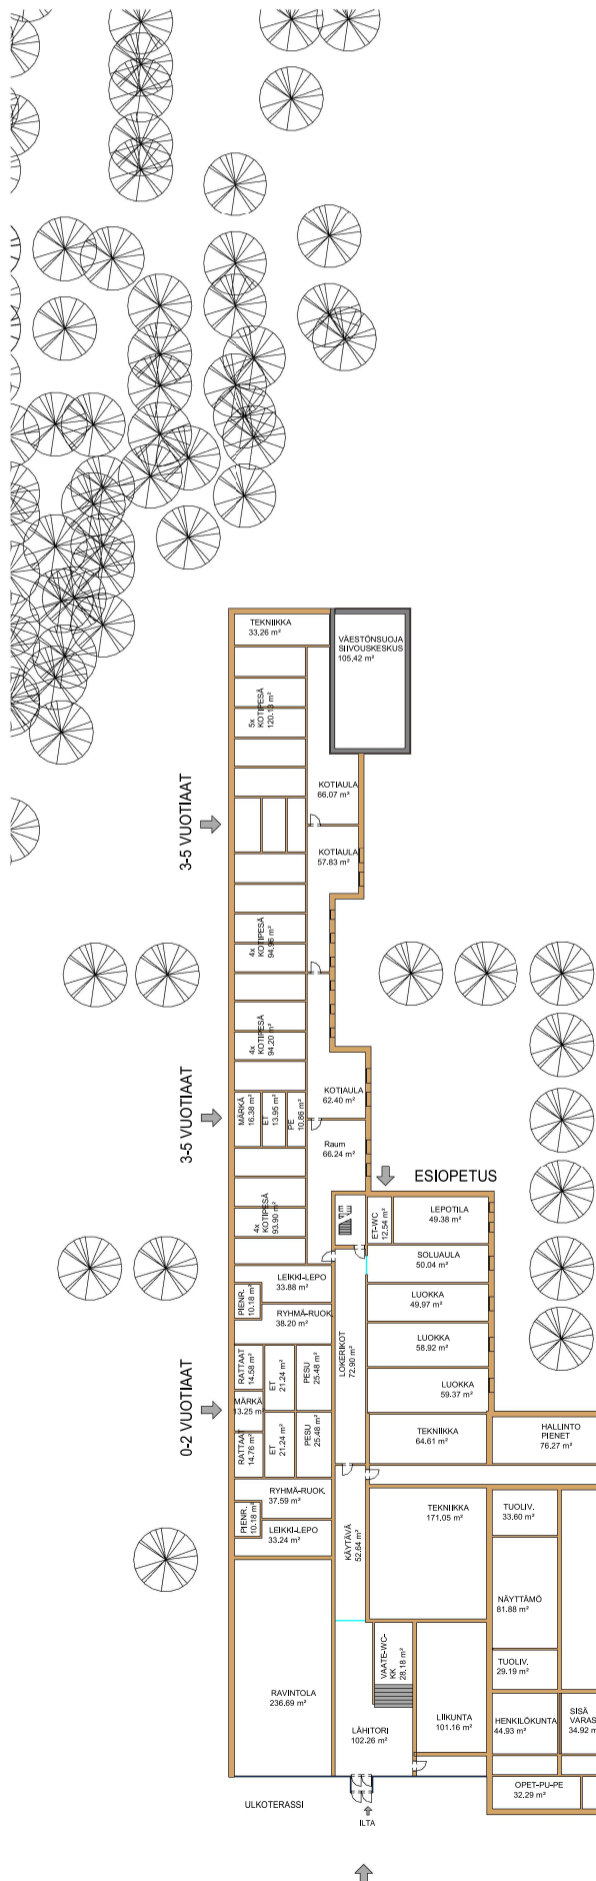 TEKNIIKKA
33.26 m²
VÄESTÖNSUOJA
SIIVOUSKESKUS
105,42 m²
5x
KOTIPESÄ
120.13 m²
KOTIAULA
66.07 m²
3-5 VUOTIAAT
KOTIAULA
57.83 m²
4x
KOTIPESÄ
94.96 m²
4x
KOTIPESÄ
94.20 m²
KOTIAULA
62.40 m²
3-5 VUOTIAAT
MÄRKÄ
16.38 m²
ET
13.95 m²
PE
10.86 m²
Raum
66.24 m²
ESIOPETUS
4x
KOTIPESÄ
93.90 m²
ET-WC
12.54 m²
LEPOTILA
49.38 m²
SOLUAULA
50.04 m²
LEIKKI-LEPO
33.88 m²
PIENR.
10.18 m²
RYHMÄ-RUOK.
38.20 m²
LUOKKA
49.97 m²
LOKERIKOT
72.90 m²
LUOKKA
58.92 m²
0-2 VUOTIAAT
RATTAAT
14.58 m²
ET
21.24 m²
PESU
25.48 m²
LUOKKA
59.37 m²
MÄRKÄ
13.25 m²
RATTAAT
14.76 m²
ET
21.24 m²
PESU
25.48 m²
TEKNIIKKA
64.61 m²
HALLINTO
PIENET
76.27 m²
RYHMÄ-RUOK.
37.59 m²
PIENR.
10.18 m²
LEIKKI-LEPO
33.24 m²
KÄYTÄVÄ
52.64 m²
TEKNIIKKA
171.05 m²
TUOLIV.
33.60 m²
NÄYTTÄMÖ
81.88 m²
VAATE-WC-
KK
28.18 m²
TUOLIV.
29.19 m²
RAVINTOLA
236.69 m²
LÄHITORI
102.26 m²
LIIKUNTA
101.16 m²
HENKILÖKUNTA
44.93 m²
SISÄ
VARAS
34.92 m
OPET-PU-PE
32.29 m²
ULKOTERASSI
ILTA